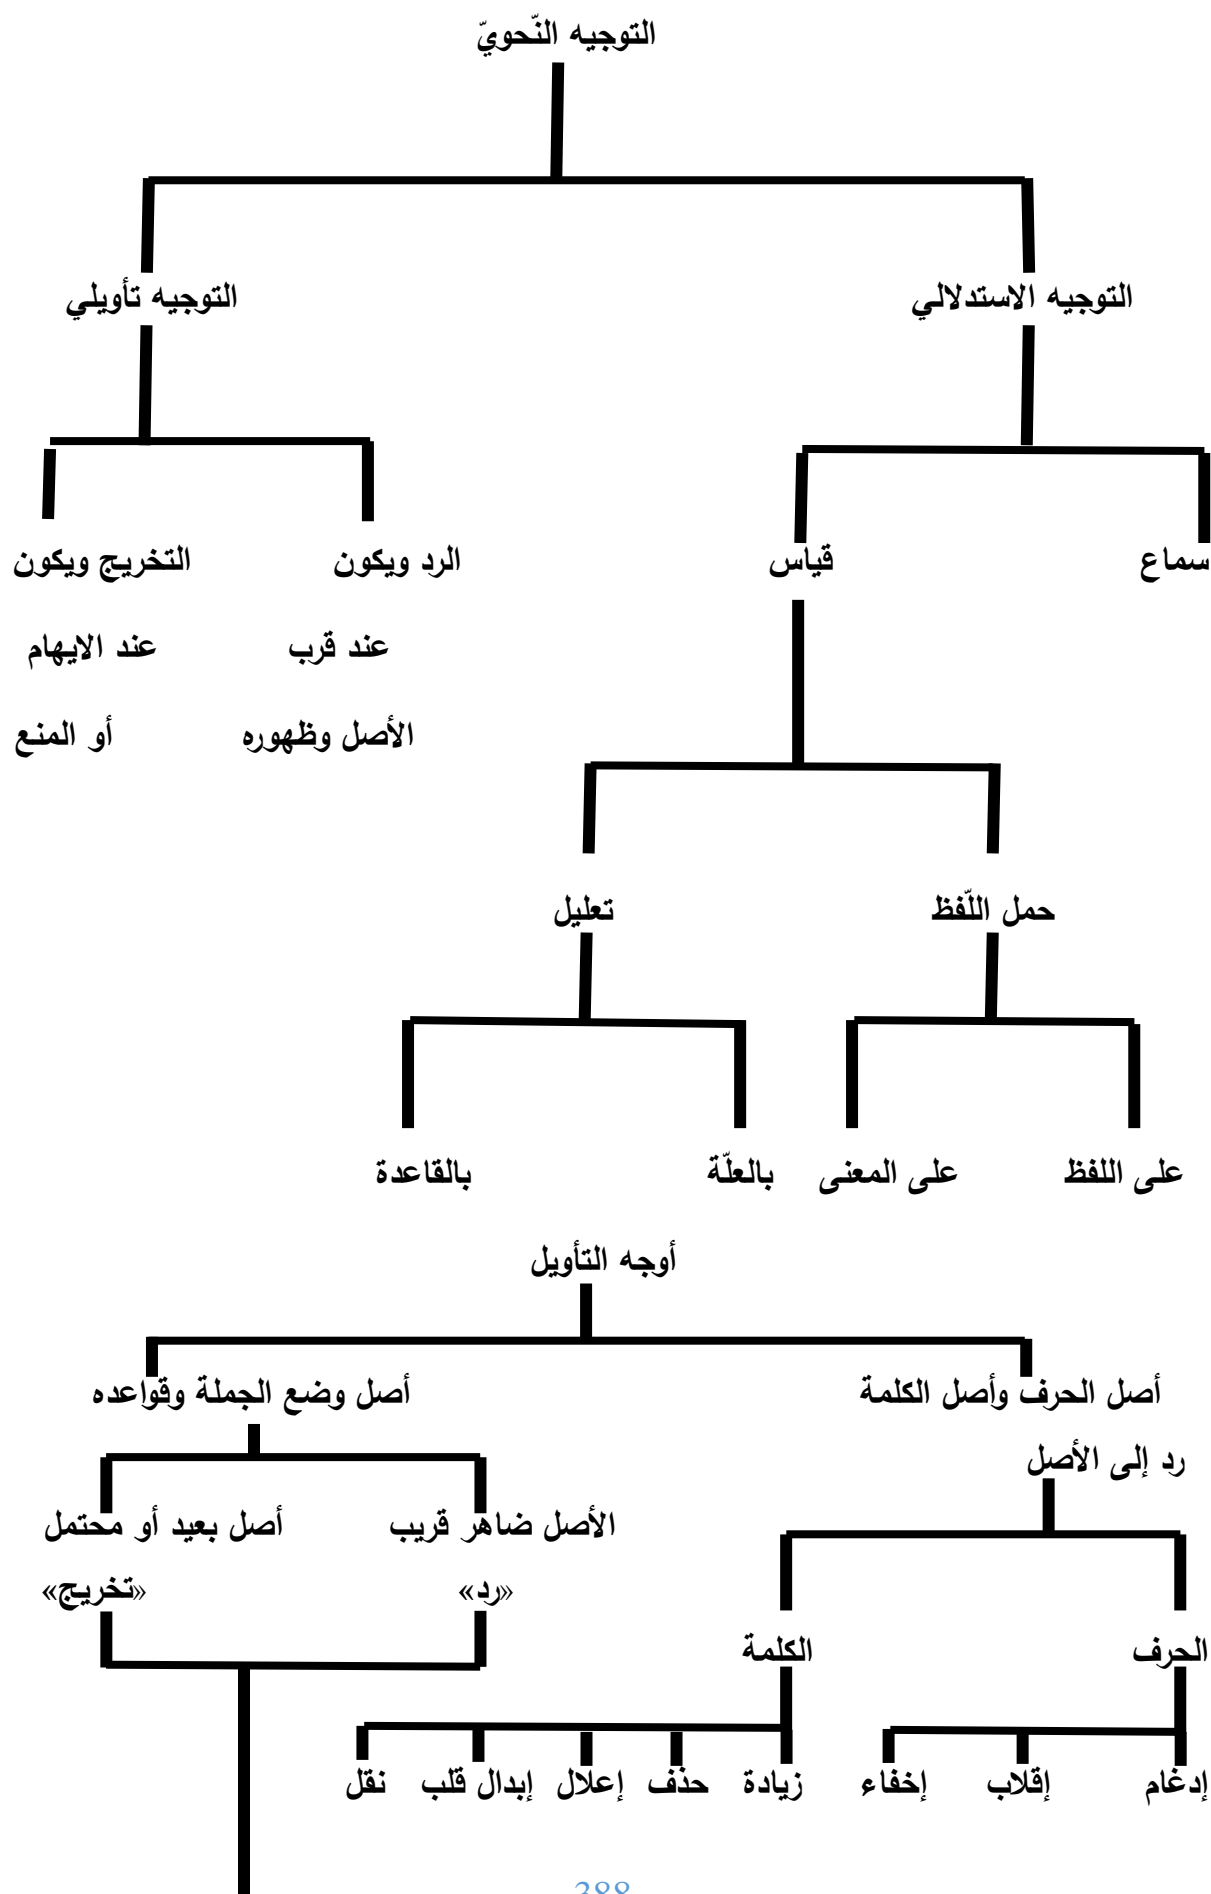 التوجيه النّحويّ
التوجيه الاستدلالي التوجيه تأويلي
سماع قياس الرد ويكون التخريج ويكون
عند قرب عند الايهام
الأصل وظهوره أو المنع
حمل اللّفظ تعليل
على اللفظ على المعنى بالعلّة بالقاعدة
أوجه التأويل
أصل الحرف وأصل الكلمة أصل وضع الجملة وقواعده
رد إلى الأصل
الأصل ضاهر قريب أصل بعيد أو محتمل
«رد» «تخريج»
الحرف الكلمة
إدغام إقلاب إخفاء زيادة حذف إعلال إبدال قلب نقل
388